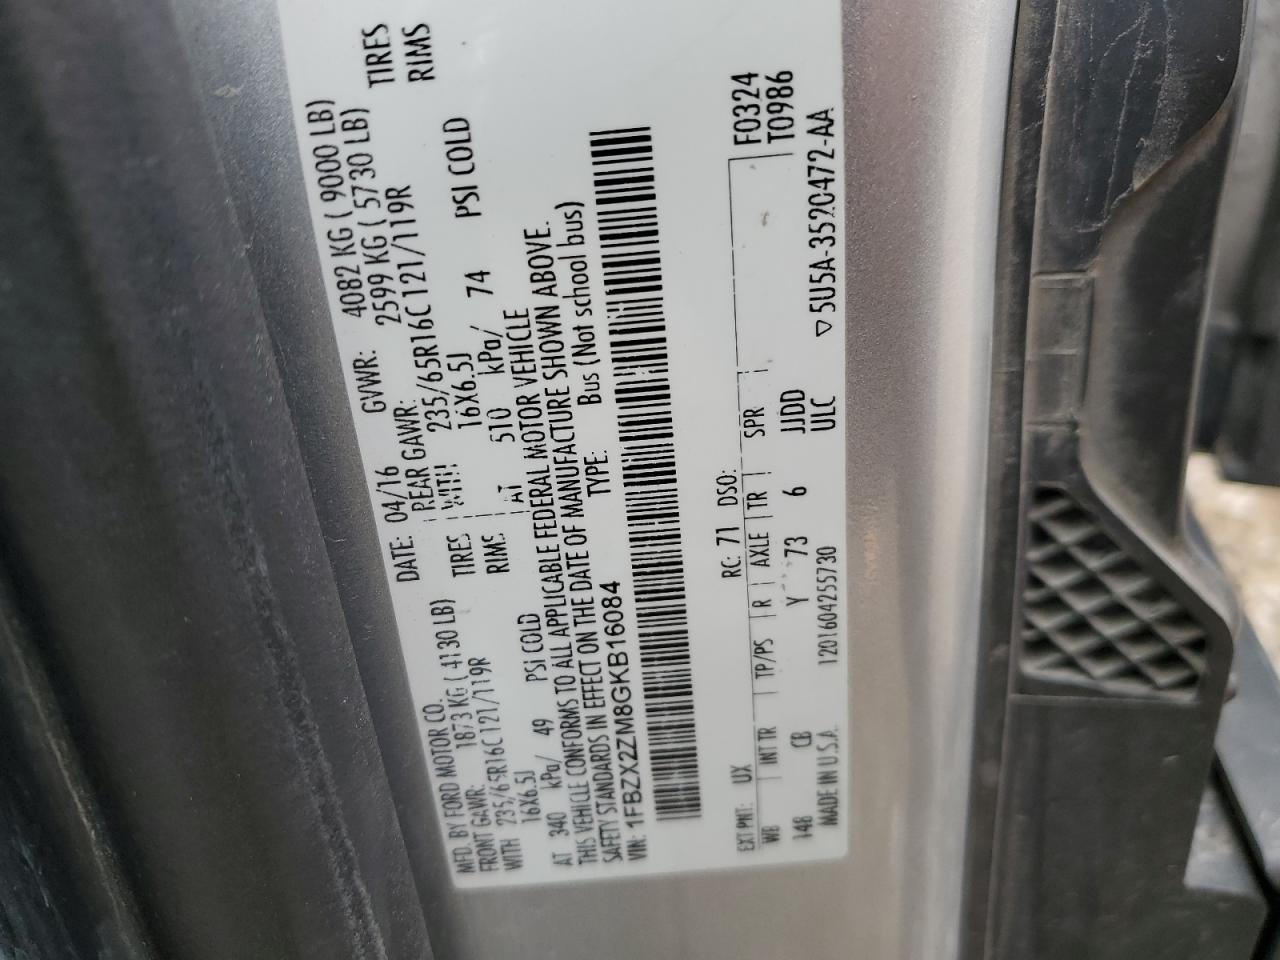 MFD. BY FORD MOTOR CO.
DATE: 04/16 GVWR: 4082 KG ( 9000 LB)
FRONT GAWR: 1873 KG ( 4130 LB)
REAR GAWR: 2599 KG ( 5730 LB)
WITH 235/65R16C 121/119R TIRES
WITH 235/65R16C 121/119R TIRES
16X6.5J RIMS
16X6.5J RIMS
AT 340 kPa/ 49 PSI COLD
AT 510 kPa/ 74 PSI COLD
THIS VEHICLE CONFORMS TO ALL APPLICABLE FEDERAL MOTOR VEHICLE
SAFETY STANDARDS IN EFFECT ON THE DATE OF MANUFACTURE SHOWN ABOVE.
VIN: 1FBZX2ZM8GKB16084 TYPE: Bus (Not school bus)
F0324
T0986
EXT PNT: UX RC: 71 DSO:
WB INT TR TP/PS R AXLE TR SPR
148 CB Y 73 6 JJDD
ULC
MADE IN U.S.A. 1201604255730
▽5U5A-3520472-AA